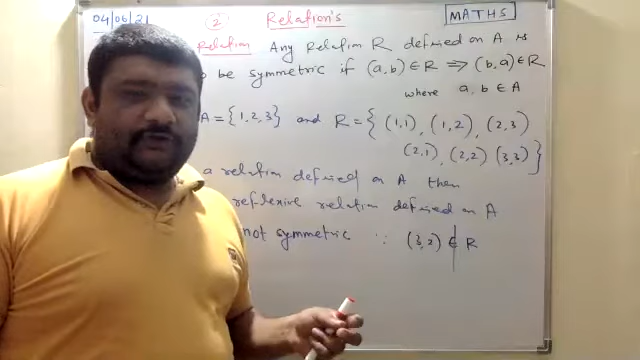 04/06/21 2 Relation's MATHS
Relation Any Relation R defined on A is
to be symmetric if (a, b) ∈ R ⟹ (b, a) ∈ R
where a, b ∈ A
A = {1, 2, 3} and R = { (1,1), (1,2), (2,3)
(2,1), (2,2) (3,3) }
a relation defined on A then
reflexive relation defined on A
not symmetric ∵ (3,2) ∉ R